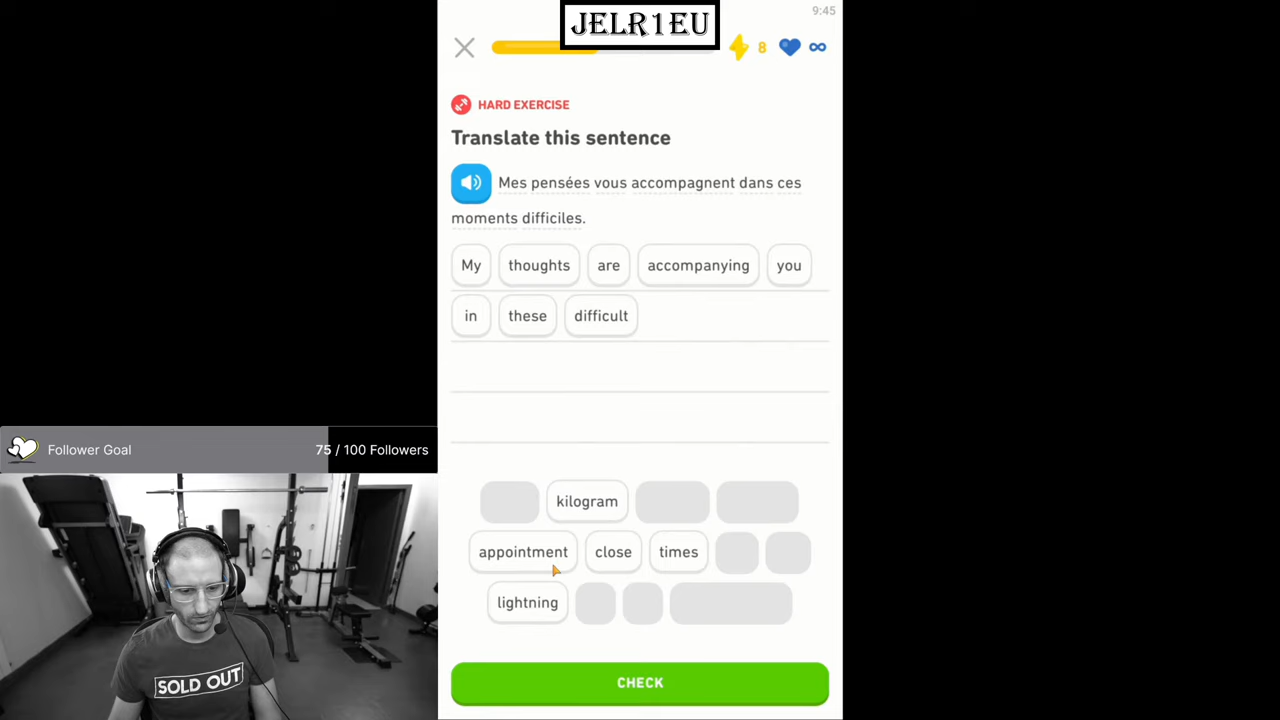 JELR1EU
9:45
8 ∞
HARD EXERCISE
Translate this sentence
Mes pensées vous accompagnent dans ces
moments difficiles.
My thoughts are accompanying you
in these difficult
Follower Goal 75 / 100 Followers
kilogram
appointment close times
lightning
SOLD OUT
CHECK